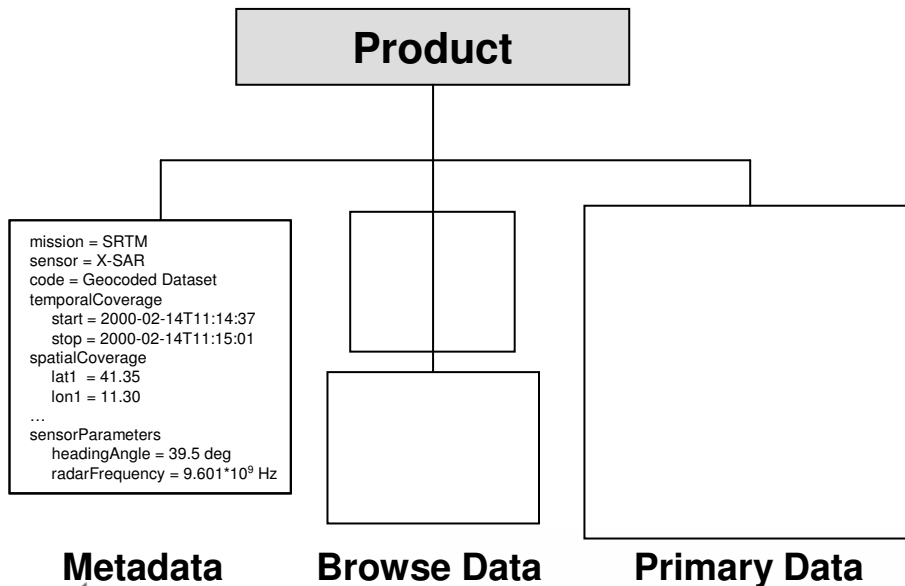 Product
mission = SRTM
sensor = X-SAR
code = Geocoded Dataset
temporalCoverage
start = 2000-02-14T11:14:37
stop = 2000-02-14T11:15:01
spatialCoverage
lat1 = 41.35
lon1 = 11.30
…
sensorParameters
headingAngle = 39.5 deg
radarFrequency = 9.601*10⁹ Hz
Metadata
Browse Data
Primary Data